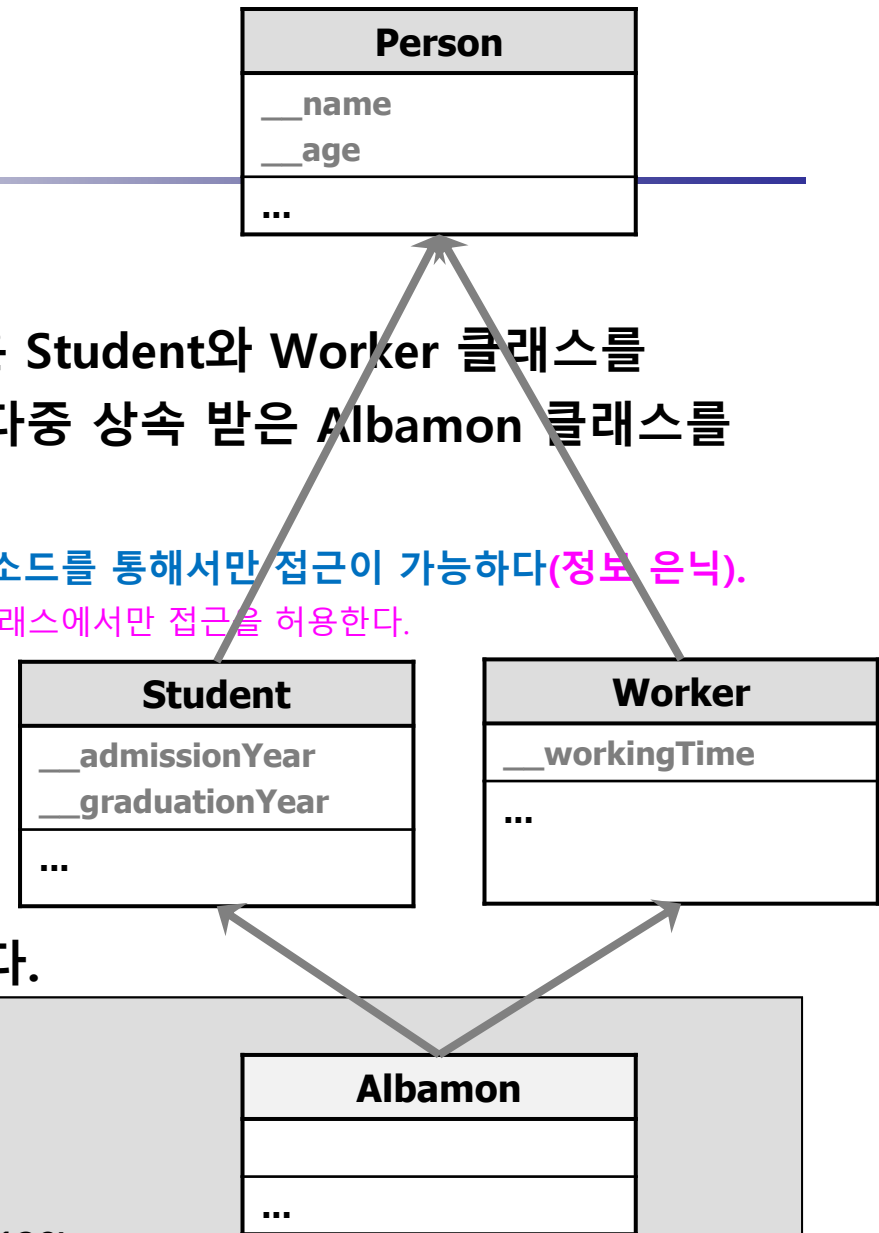 Person
__name
__age
...
Student와 Worker 클래스를
다중 상속 받은 Albamon 클래스를
소드를 통해서만 접근이 가능하다(정보 은닉).
래스에서만 접근을 허용한다.
Student
__admissionYear
__graduationYear
...
Worker
__workingTime
...
다.
Albamon
...